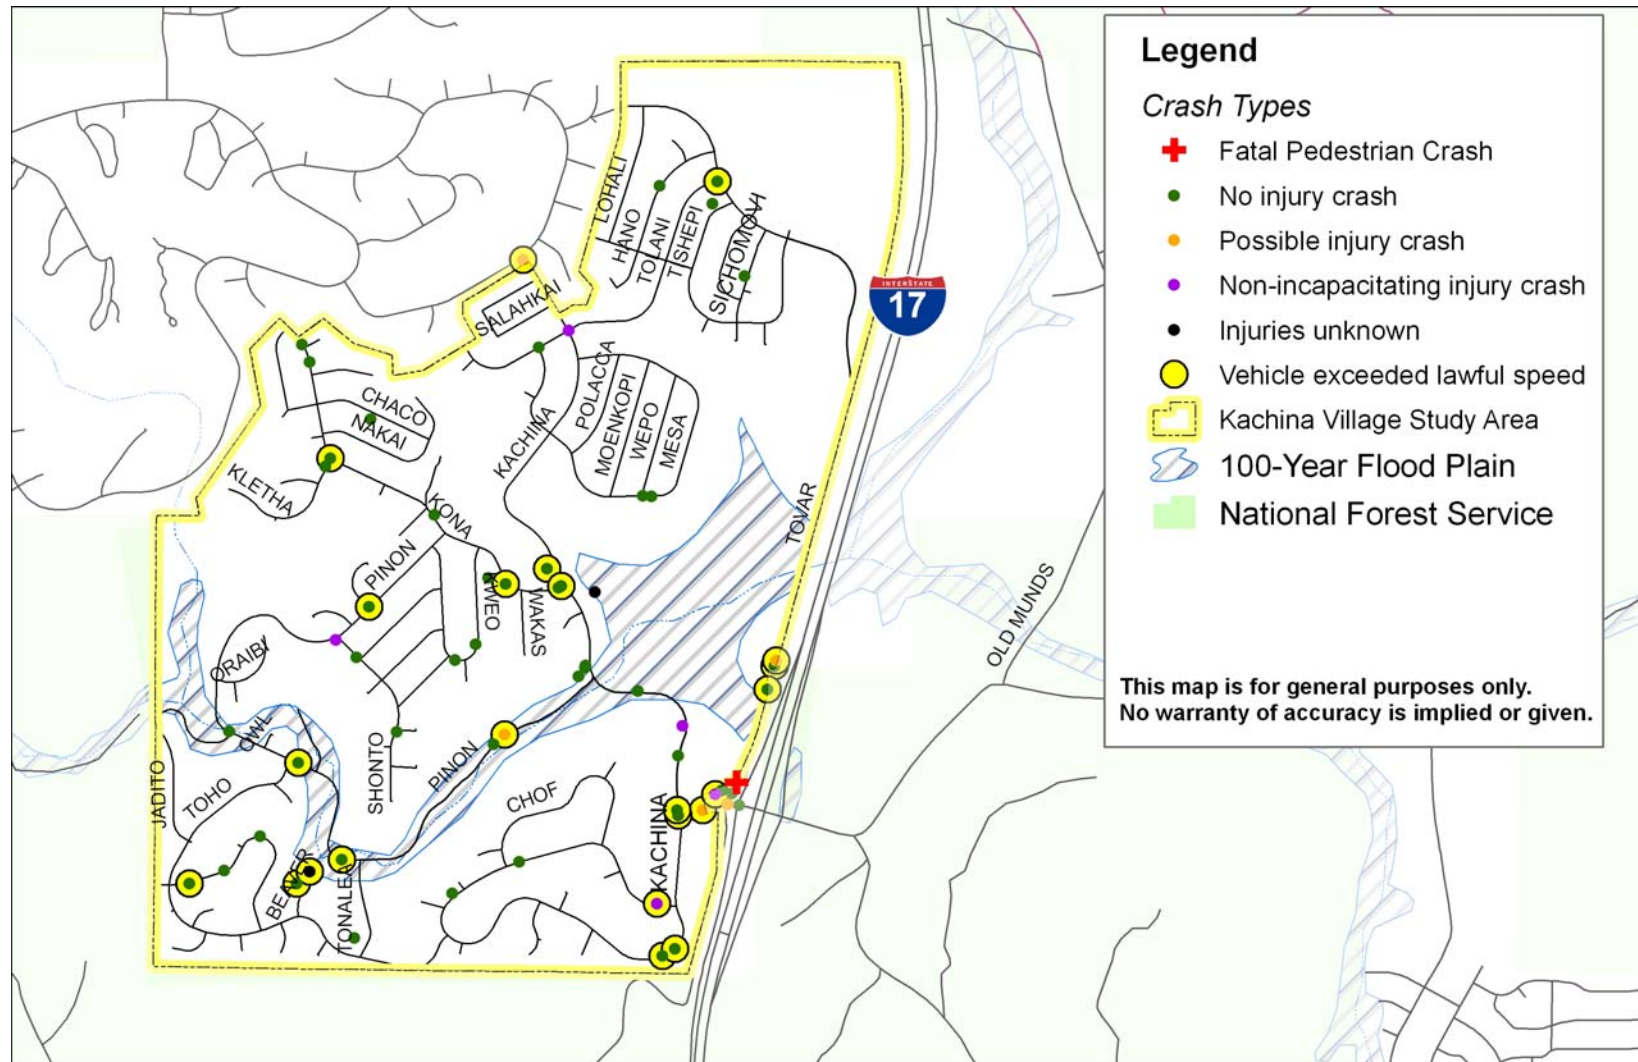 Legend
Crash Types
Fatal Pedestrian Crash
No injury crash
Possible injury crash
Non-incapacitating injury crash
Injuries unknown
Vehicle exceeded lawful speed
Kachina Village Study Area
100-Year Flood Plain
National Forest Service
This map is for general purposes only.
No warranty of accuracy is implied or given.
LOHALI
HANO
TOLANI
TISHEPI
SICHOMOVI
SALAHKAI
INTERSTATE
17
POLACCA
MOENKOPI
WEPO
MESA
KACHINA
CHACO
NAKAI
KLETHA
KONA
PINON
TOVAR
KWEO
WAKAS
OLD MUNDS
ORAIBI
OWL
JADITO
TOHO
SHONTO
PINON
CHOF
KACHINA
BEAVER
TONALEA